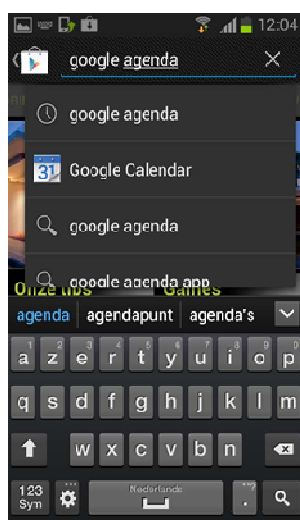 12:04
google agenda
google agenda
31 Google Calendar
google agenda
google agenda app
Onze tips Games
agenda agendapunt agenda's
a z e r t y u i o p
q s d f g h j k l m
w x c v b n
123 Nederlands .
Sym